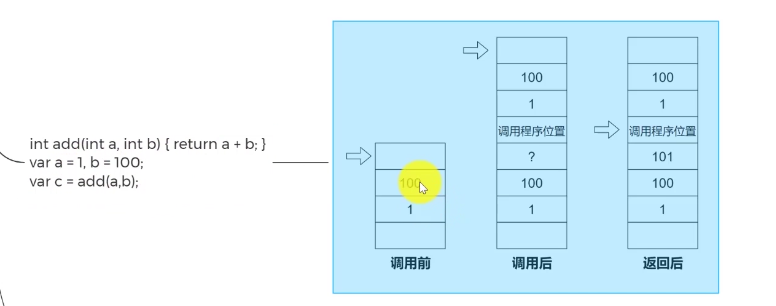 int add(int a, int b) { return a + b; }
var a = 1, b = 100;
var c = add(a,b);
100
1
调用前
100
1
调用程序位置
?
100
1
调用后
100
1
调用程序位置
101
100
1
返回后